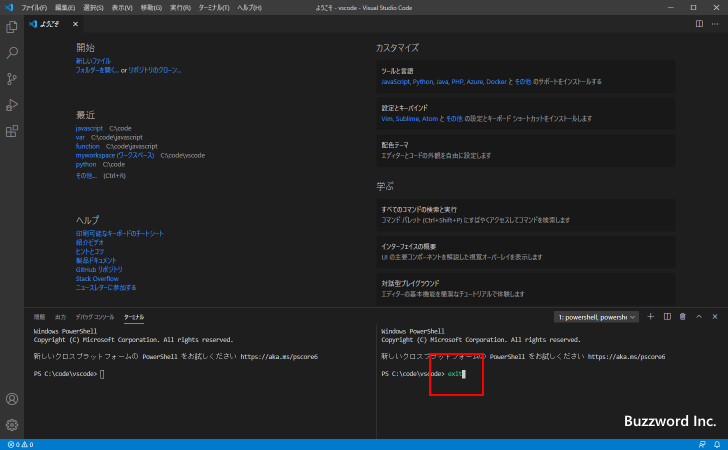 ファイル(F) 編集(E) 選択(S) 表示(V) 移動(G) 実行(R) ターミナル(T) ヘルプ(H) ようこそ - vscode - Visual Studio Code
ようこそ
開始
新しいファイル
フォルダーを開く... or リポジトリのクローン...
最近
javascript C:\code
var C:\code\javascript
function C:\code\javascript
myworkspace (ワークスペース) C:\code\vscode
python C:\code
その他... (Ctrl+R)
ヘルプ
印刷可能なキーボードのチートシート
紹介ビデオ
ヒントとコツ
製品ドキュメント
GitHub リポジトリ
Stack Overflow
ニュースレターに参加する
カスタマイズ
ツールと言語
JavaScript, Python, Java, PHP, Azure, Docker と その他 のサポートをインストールする
設定とキーバインド
Vim, Sublime, Atom と その他 の設定とキーボード ショートカットをインストールします
配色テーマ
エディターとコードの外観を自由に設定します
学ぶ
すべてのコマンドの検索と実行
コマンド パレット (Ctrl+Shift+P) にすばやくアクセスしてコマンドを検索します
インターフェイスの概要
UI の主要コンポーネントを解説した視覚オーバーレイを表示します
対話型プレイグラウンド
エディターの基本機能を簡潔なチュートリアルで体験します
問題 出力 デバッグ コンソール ターミナル 1: powershell, powershe
Windows PowerShell
Copyright (C) Microsoft Corporation. All rights reserved.
新しいクロスプラットフォームの PowerShell をお試しください https://aka.ms/pscore6
PS C:\code\vscode>
Windows PowerShell
Copyright (C) Microsoft Corporation. All rights reserved.
新しいクロスプラットフォームの PowerShell をお試しください https://aka.ms/pscore6
PS C:\code\vscode> exit
Buzzword Inc.
0 0